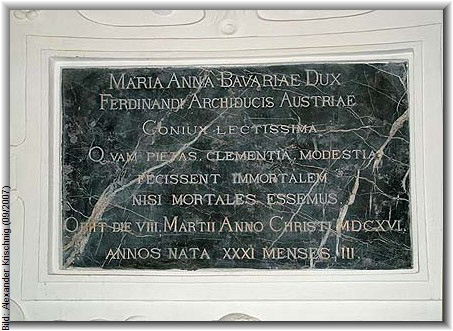 MARIA ANNA BAVARIAE DUX
FERDINANDI ARCHIDUCIS AUSTRIAE
CONIUX LECTISSIMA
QVAM PIETAS, CLEMENTIA, MODESTIA,
FECISSENT IMMORTALEM
NISI MORTALES ESSEMUS.
OBIIT DIE VIII. MARTII ANNO CHRISTI MDCXVI.
ANNOS NATA XXXI MENSES. III.
Bild: Alexander Krischnig (09/2007)